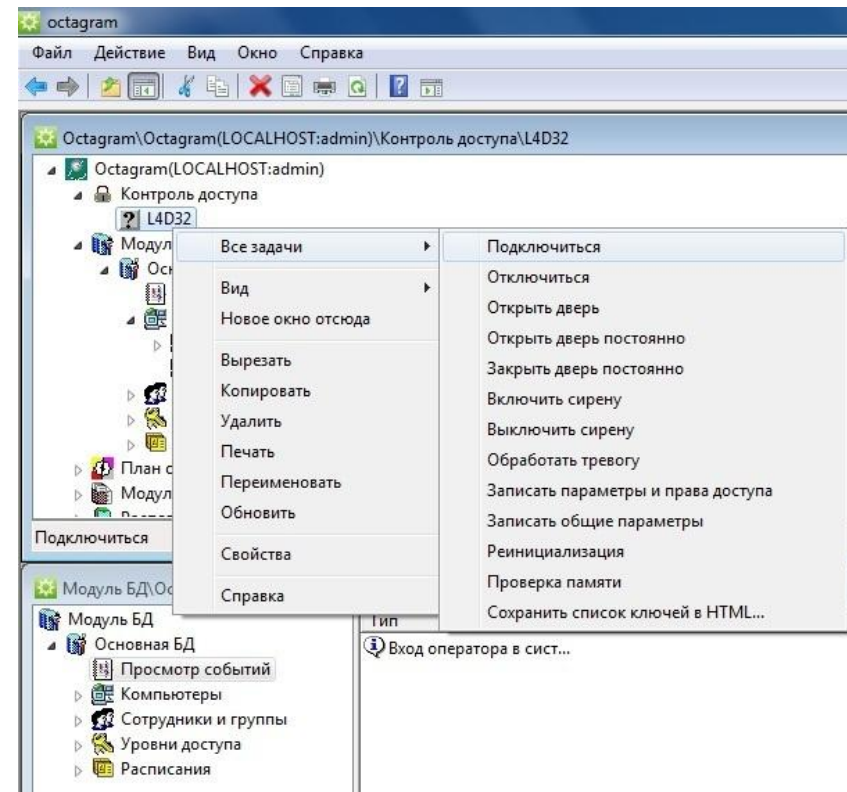 octagram
Файл Действие Вид Окно Справка
Octagram\Octagram(LOCALHOST:admin)\Контроль доступа\L4D32
Octagram(LOCALHOST:admin)
Контроль доступа
L4D32
Модул
Осн
План с
Модул
Подключиться
Все задачи
Вид
Новое окно отсюда
Вырезать
Копировать
Удалить
Печать
Переименовать
Обновить
Свойства
Справка
Подключиться
Отключиться
Открыть дверь
Открыть дверь постоянно
Закрыть дверь постоянно
Включить сирену
Выключить сирену
Обработать тревогу
Записать параметры и права доступа
Записать общие параметры
Реинициализация
Проверка памяти
Сохранить список ключей в HTML...
Модуль БД\Ос
Модуль БД
Основная БД
Просмотр событий
Компьютеры
Сотрудники и группы
Уровни доступа
Расписания
Тип
Вход оператора в сист...